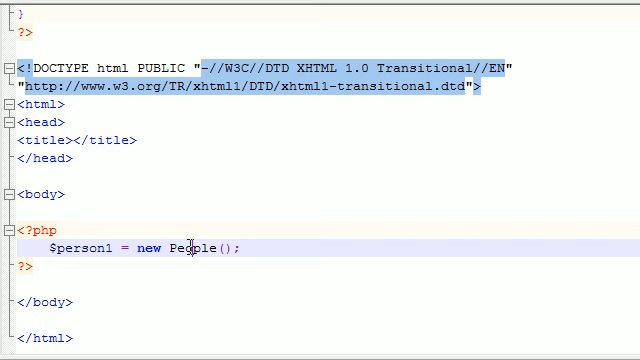 }
?>
<!DOCTYPE html PUBLIC "-//W3C//DTD XHTML 1.0 Transitional//EN"
"http://www.w3.org/TR/xhtml1/DTD/xhtml1-transitional.dtd">
<html>
<head>
<title></title>
</head>
<body>
<?php
$person1 = new People();
?>
</body>
</html>